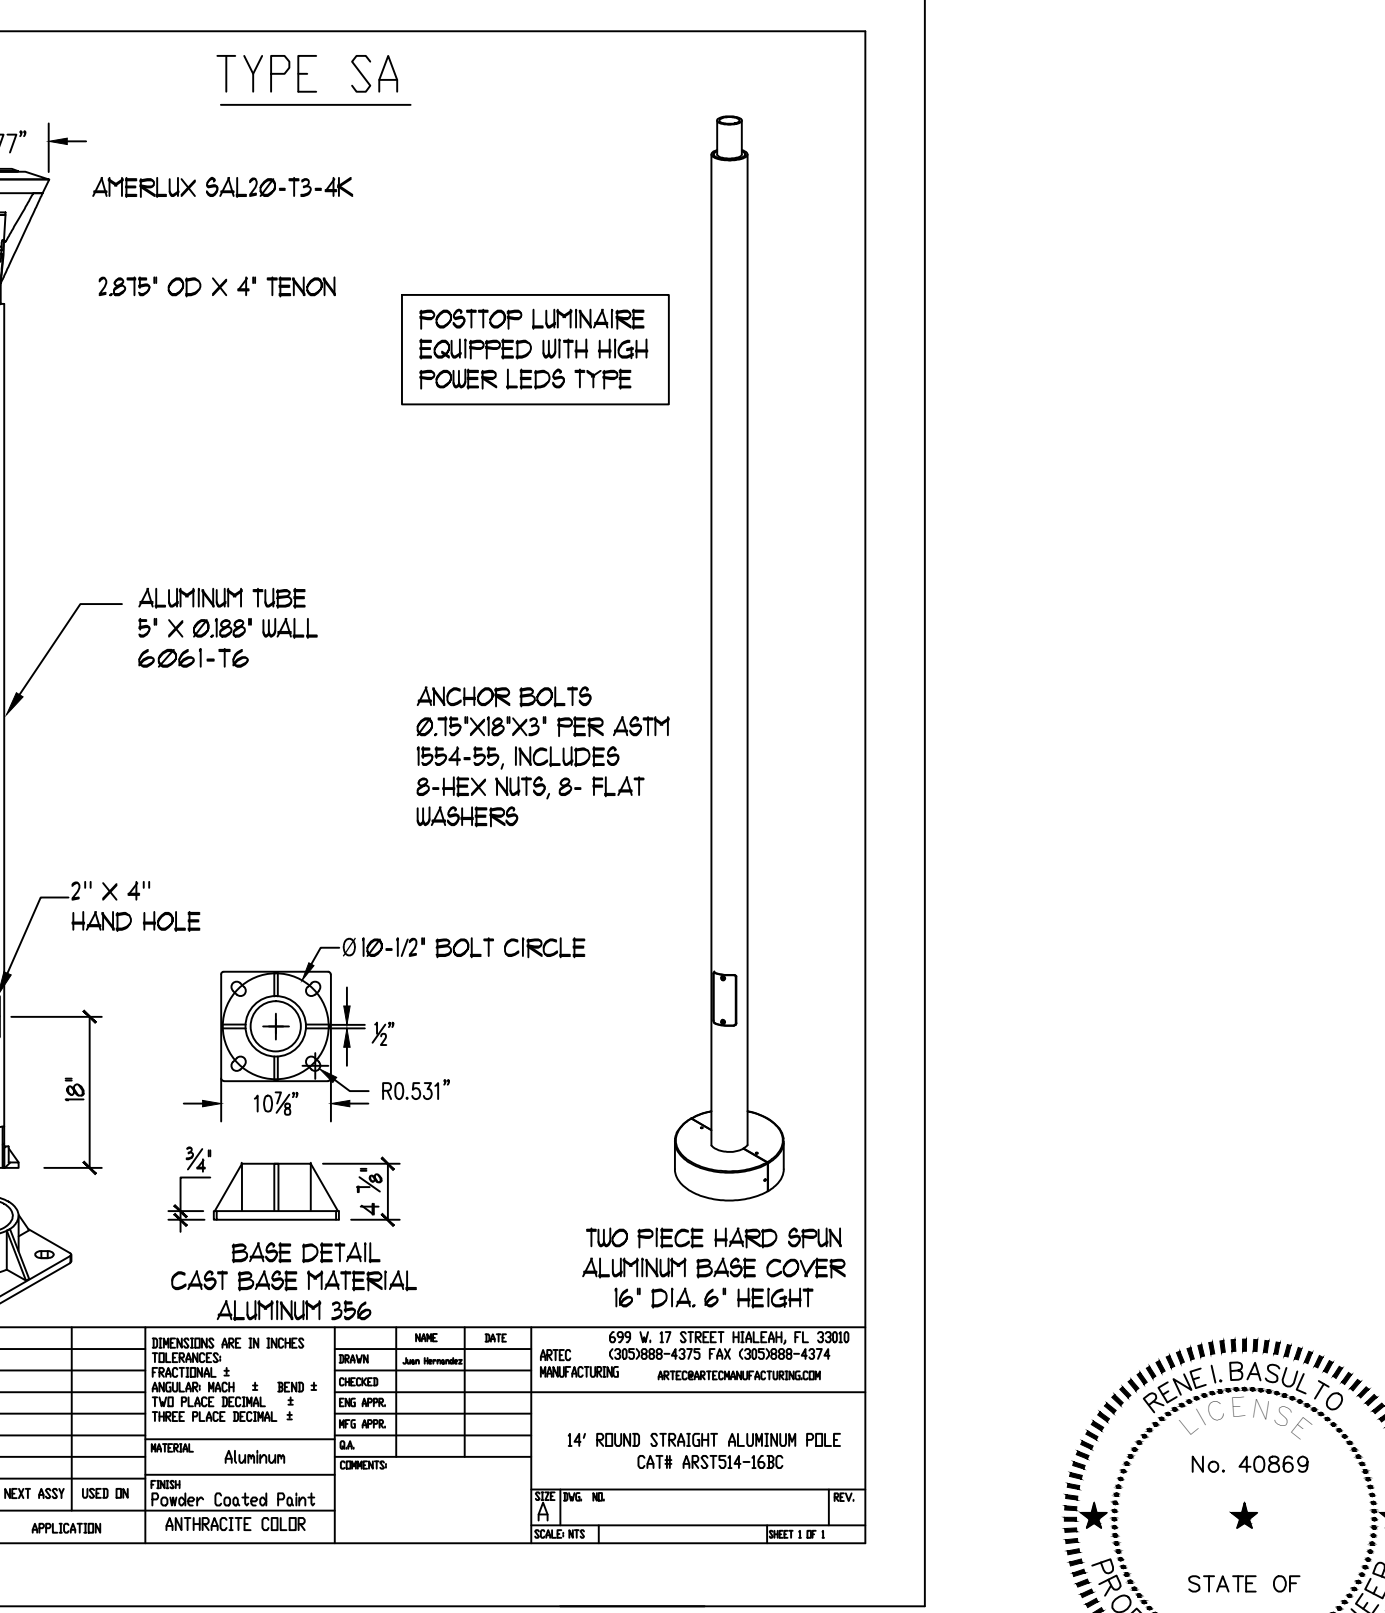 TYPE SA
77"
AMERLUX SAL20-T3-4K
2.875" OD X 4" TENON
POSTTOP LUMINAIRE
EQUIPPED WITH HIGH
POWER LEDS TYPE
ALUMINUM TUBE
5" X 0.188" WALL
6061-T6
ANCHOR BOLTS
0.75"X18"X3" PER ASTM
1554-55, INCLUDES
8-HEX NUTS, 8- FLAT
WASHERS
2" X 4"
HAND HOLE
Ø10-1/2" BOLT CIRCLE
1/2"
R0.531"
10 7/8"
18"
3/4"
4 7/8"
BASE DETAIL
CAST BASE MATERIAL
ALUMINUM 356
TWO PIECE HARD SPUN
ALUMINUM BASE COVER
16" DIA. 6" HEIGHT
NEXT ASSY
USED ON
APPLICATION
DIMENSIONS ARE IN INCHES
TOLERANCES:
FRACTIONAL ±
ANGULAR: MACH ± BEND ±
TWO PLACE DECIMAL ±
THREE PLACE DECIMAL ±
MATERIAL
Aluminum
FINISH
Powder Coated Paint
ANTHRACITE COLOR
NAME
DATE
DRAWN
Juan Hernandez
CHECKED
ENG APPR.
MFG APPR.
Q.A.
COMMENTS:
699 W. 17 STREET HIALEAH, FL 33010
ARTEC (305)888-4375 FAX (305)888-4374
MANUFACTURING ARTEC@ARTECMANUFACTURING.COM
14' ROUND STRAIGHT ALUMINUM POLE
CAT# ARST514-16BC
SIZE
A
DWG. NO.
REV.
SCALE: NTS
SHEET 1 OF 1
RENE I. BASULTO
LICENSE
No. 40869
STATE OF